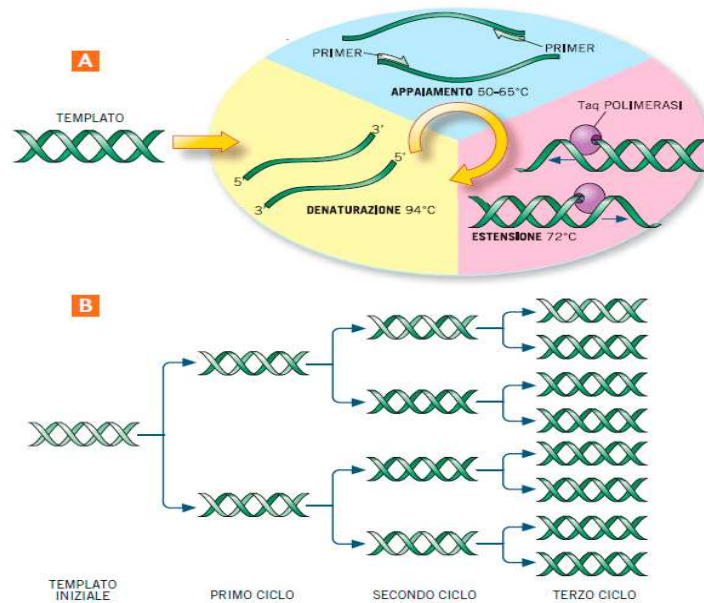 A
TEMPLATO
PRIMER
PRIMER
APPAIAMENTO 50-65°C
Taq POLIMERASI
3'
5'
5'
3'
DENATURAZIONE 94°C
ESTENSIONE 72°C
B
TEMPLATO
INIZIALE
PRIMO CICLO
SECONDO CICLO
TERZO CICLO